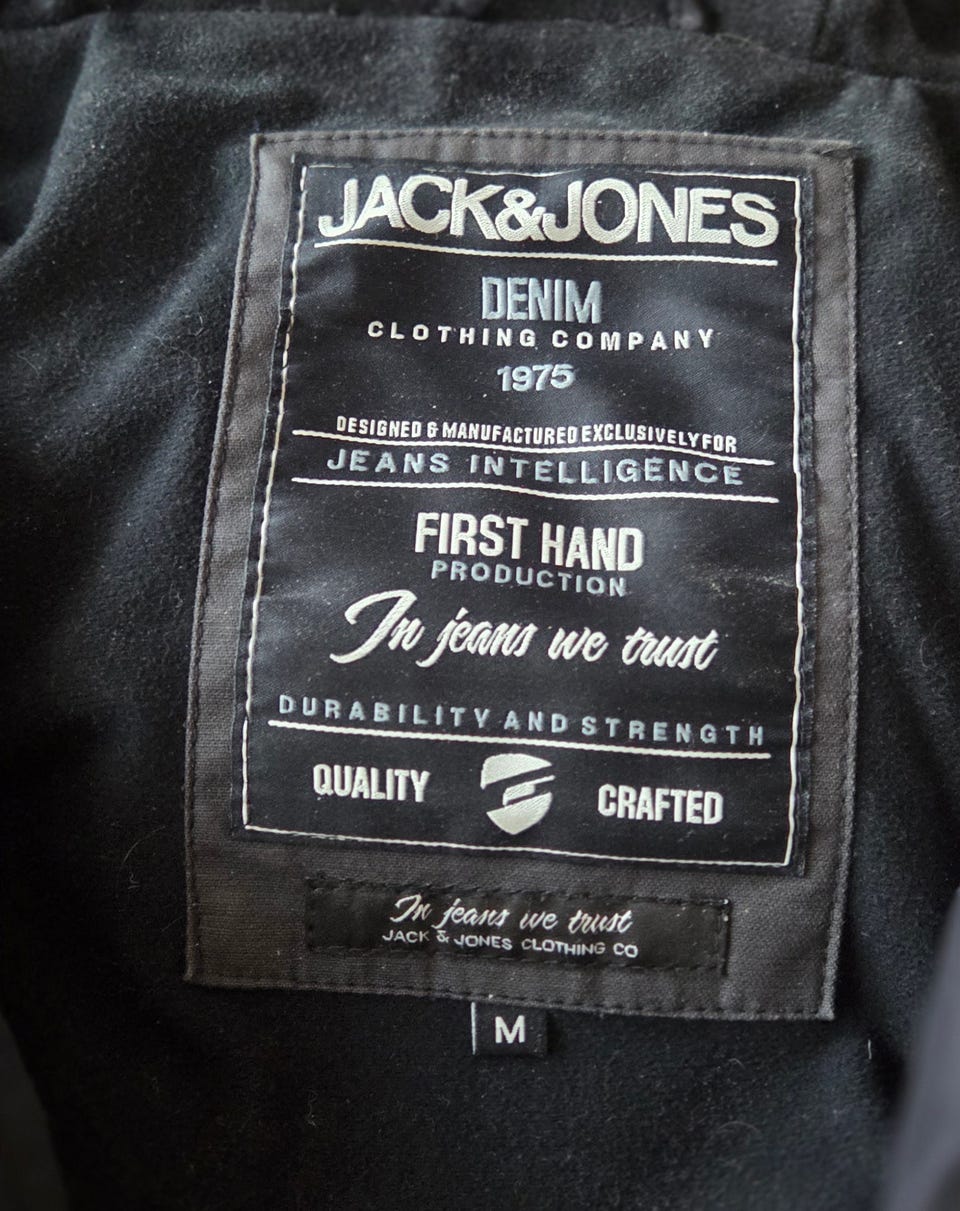 JACK&JONES
DENIM
CLOTHING COMPANY
1975
DESIGNED & MANUFACTURED EXCLUSIVELY FOR
JEANS INTELLIGENCE
FIRST HAND
PRODUCTION
In jeans we trust
DURABILITY AND STRENGTH
QUALITY CRAFTED
In jeans we trust
JACK & JONES CLOTHING CO
M